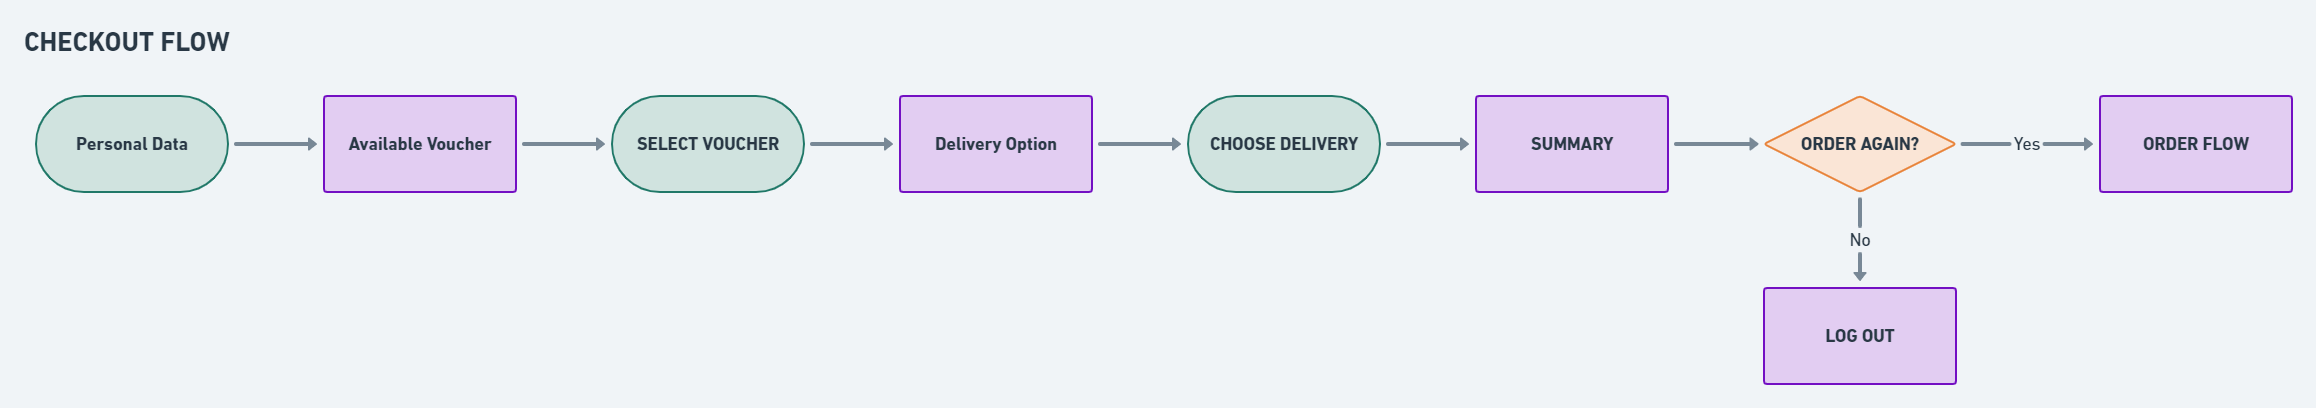 CHECKOUT FLOW
Personal Data
Available Voucher
SELECT VOUCHER
Delivery Option
CHOOSE DELIVERY
SUMMARY
ORDER AGAIN?
Yes
ORDER FLOW
No
LOG OUT